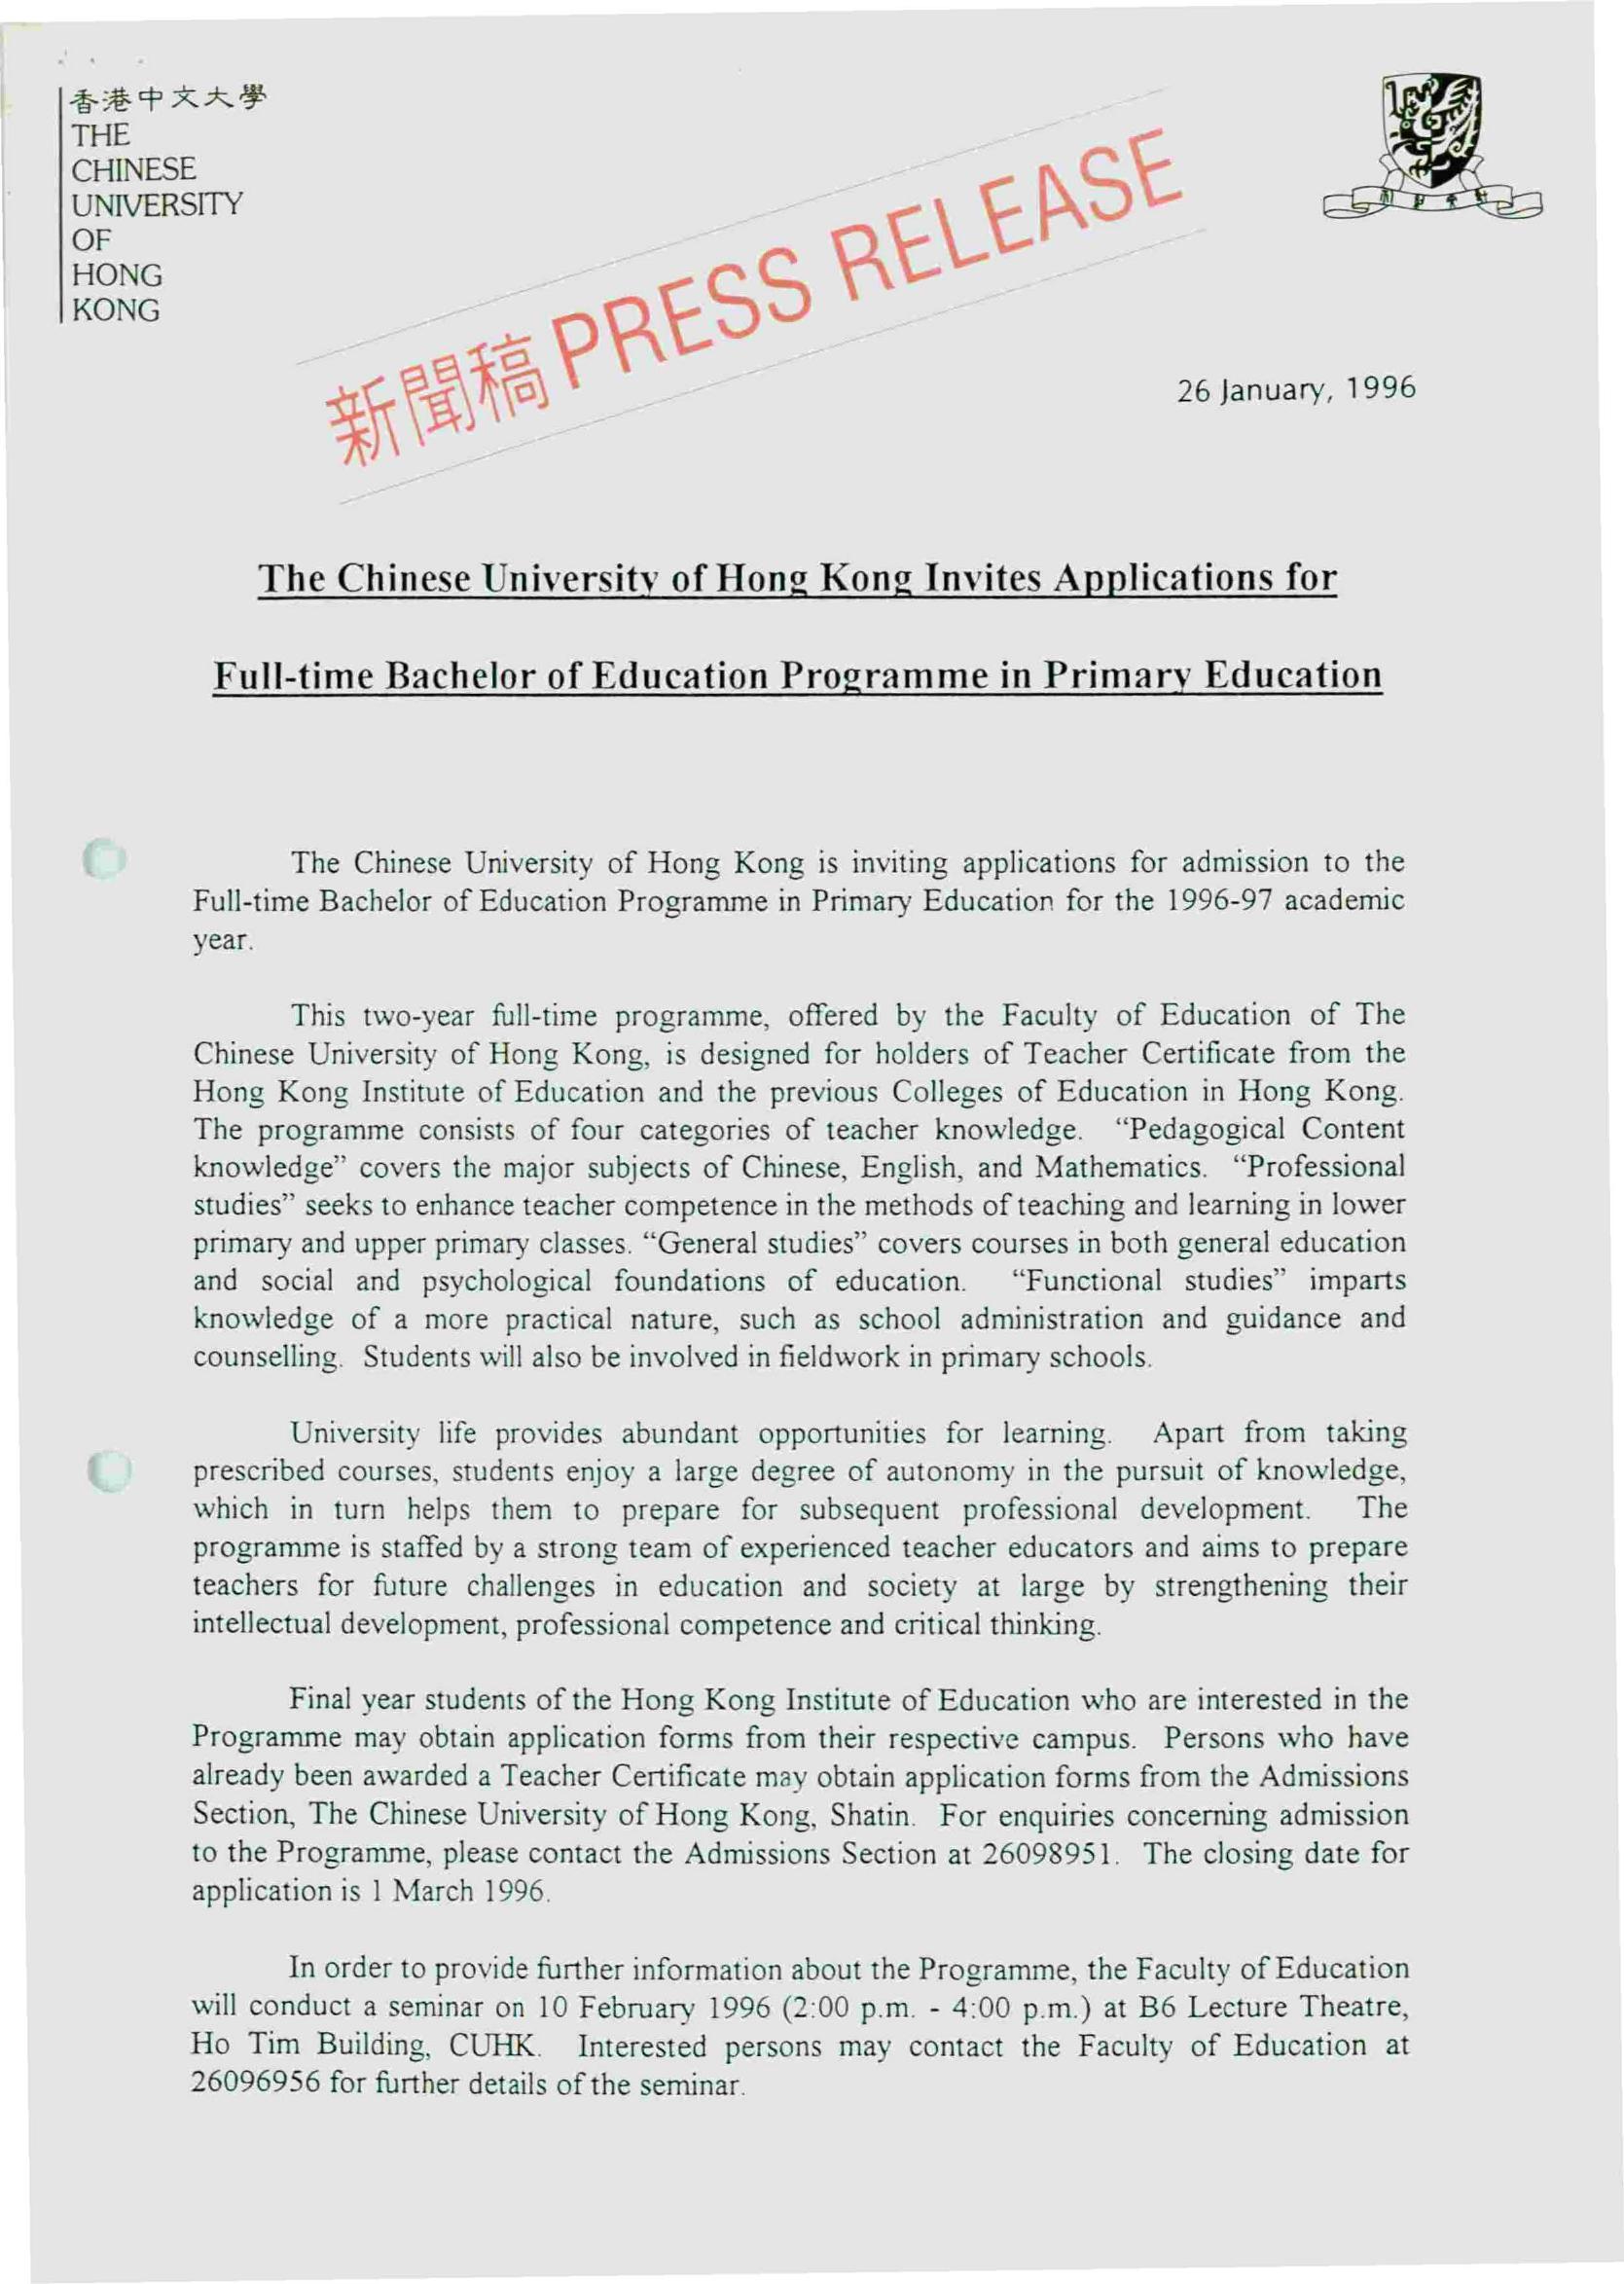 香港中文大學
THE
CHINESE
UNIVERSITY
OF
HONG
KONG
新聞稿 PRESS RELEASE
26 January, 1996
The Chinese University of Hong Kong Invites Applications for
Full-time Bachelor of Education Programme in Primary Education
The Chinese University of Hong Kong is inviting applications for admission to the
Full-time Bachelor of Education Programme in Primary Education for the 1996-97 academic
year.
This two-year full-time programme, offered by the Faculty of Education of The
Chinese University of Hong Kong, is designed for holders of Teacher Certificate from the
Hong Kong Institute of Education and the previous Colleges of Education in Hong Kong.
The programme consists of four categories of teacher knowledge. “Pedagogical Content
knowledge” covers the major subjects of Chinese, English, and Mathematics. “Professional
studies” seeks to enhance teacher competence in the methods of teaching and learning in lower
primary and upper primary classes. “General studies” covers courses in both general education
and social and psychological foundations of education. “Functional studies” imparts
knowledge of a more practical nature, such as school administration and guidance and
counselling. Students will also be involved in fieldwork in primary schools.
University life provides abundant opportunities for learning. Apart from taking
prescribed courses, students enjoy a large degree of autonomy in the pursuit of knowledge,
which in turn helps them to prepare for subsequent professional development. The
programme is staffed by a strong team of experienced teacher educators and aims to prepare
teachers for future challenges in education and society at large by strengthening their
intellectual development, professional competence and critical thinking.
Final year students of the Hong Kong Institute of Education who are interested in the
Programme may obtain application forms from their respective campus. Persons who have
already been awarded a Teacher Certificate may obtain application forms from the Admissions
Section, The Chinese University of Hong Kong, Shatin. For enquiries concerning admission
to the Programme, please contact the Admissions Section at 26098951. The closing date for
application is 1 March 1996.
In order to provide further information about the Programme, the Faculty of Education
will conduct a seminar on 10 February 1996 (2:00 p.m. - 4:00 p.m.) at B6 Lecture Theatre,
Ho Tim Building, CUHK. Interested persons may contact the Faculty of Education at
26096956 for further details of the seminar.